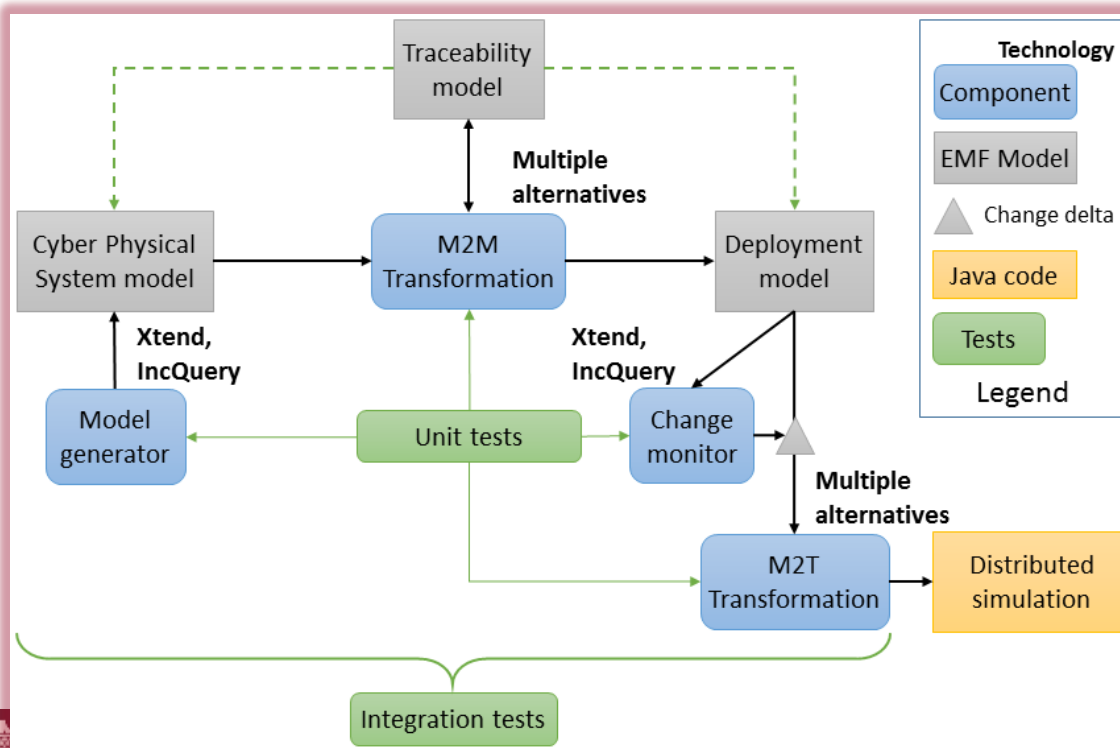 Traceability
model
Multiple
alternatives
Cyber Physical
System model
M2M
Transformation
Deployment
model
Xtend,
IncQuery
Xtend,
IncQuery
Model
generator
Unit tests
Change
monitor
Multiple
alternatives
M2T
Transformation
Distributed
simulation
Integration tests
Technology
Component
EMF Model
Change delta
Java code
Tests
Legend